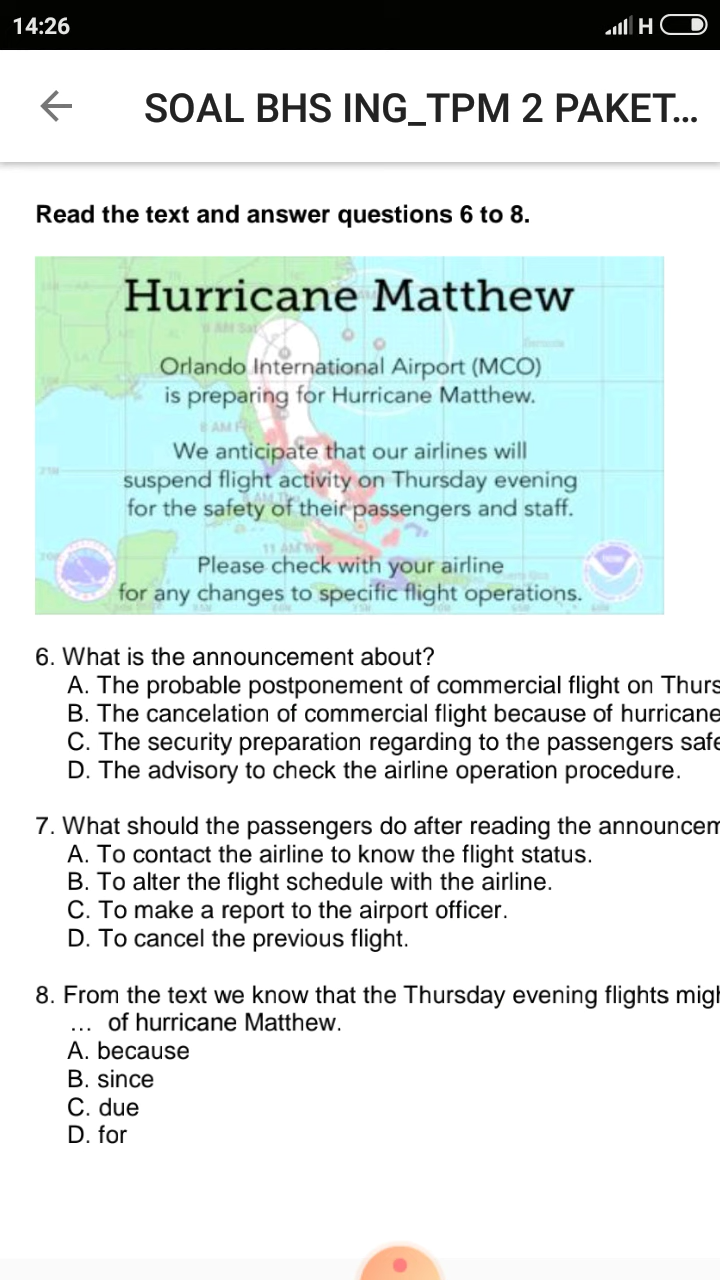 14:26
H
SOAL BHS ING_TPM 2 PAKET...
Read the text and answer questions 6 to 8.
Hurricane Matthew
8 AM Sat
Orlando International Airport (MCO)
is preparing for Hurricane Matthew.
We anticipate that our airlines will
suspend flight activity on Thursday evening
for the safety of their passengers and staff.
Please check with your airline
for any changes to specific flight operations.
6. What is the announcement about?
A. The probable postponement of commercial flight on Thurs
B. The cancelation of commercial flight because of hurricane
C. The security preparation regarding to the passengers safe
D. The advisory to check the airline operation procedure.
7. What should the passengers do after reading the announcem
A. To contact the airline to know the flight status.
B. To alter the flight schedule with the airline.
C. To make a report to the airport officer.
D. To cancel the previous flight.
8. From the text we know that the Thursday evening flights migh
... of hurricane Matthew.
A. because
B. since
C. due
D. for